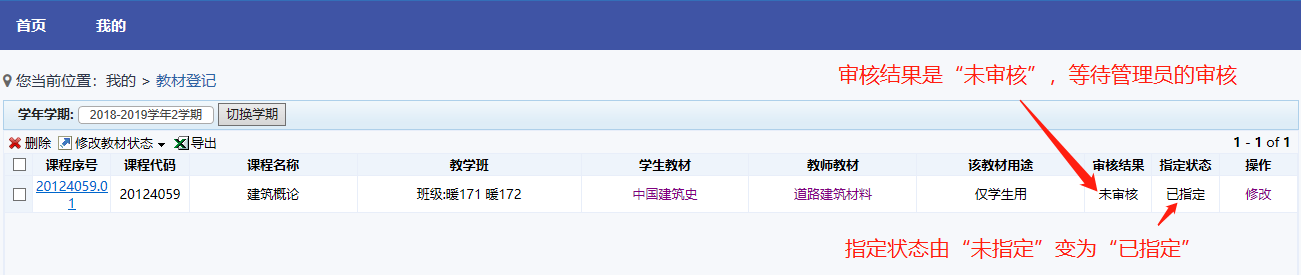 首页 我的
您当前位置：我的 > 教材登记
审核结果是“未审核”，等待管理员的审核
学年学期: 2018-2019学年2学期 切换学期
删除 修改教材状态 导出 1 - 1 of 1
课程序号 课程代码 课程名称 教学班 学生教材 教师教材 该教材用途 审核结果 指定状态 操作
20124059.01 20124059 建筑概论 班级:暖171 暖172 中国建筑史 道路建筑材料 仅学生用 未审核 已指定 修改
指定状态由“未指定”变为“已指定”